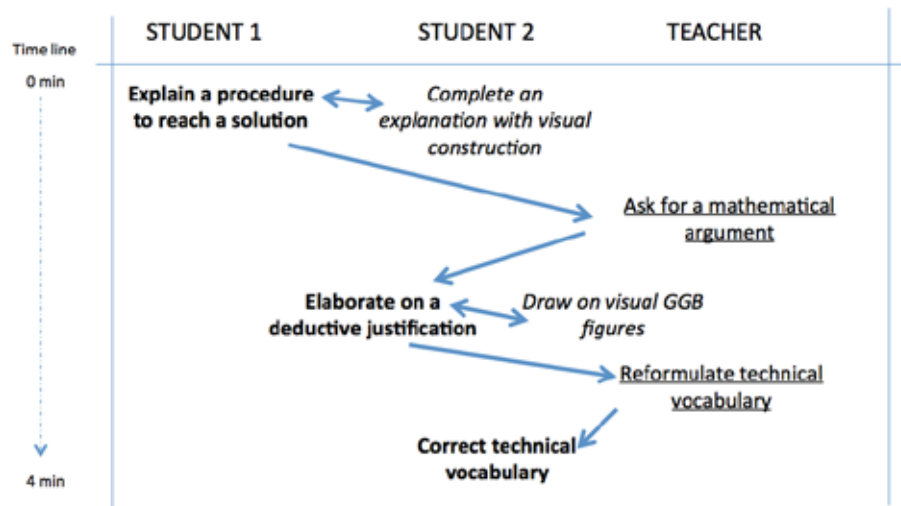 STUDENT 1
STUDENT 2
TEACHER
Time line
0 min
Explain a procedure
to reach a solution
Complete an
explanation with visual
construction
Ask for a mathematical
argument
Elaborate on a
deductive justification
Draw on visual GGB
figures
Reformulate technical
vocabulary
Correct technical
vocabulary
4 min